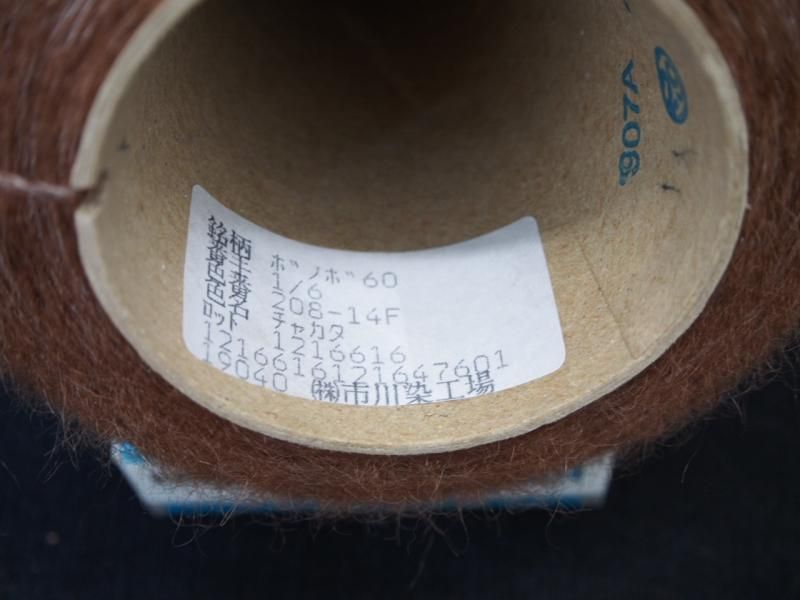 銘柄 ボノボ60
番手 1/6
色番 208-14F
色名 チャカタ
ロット 1216616
1216616121647601
19040 ㈱市川染工場
907A